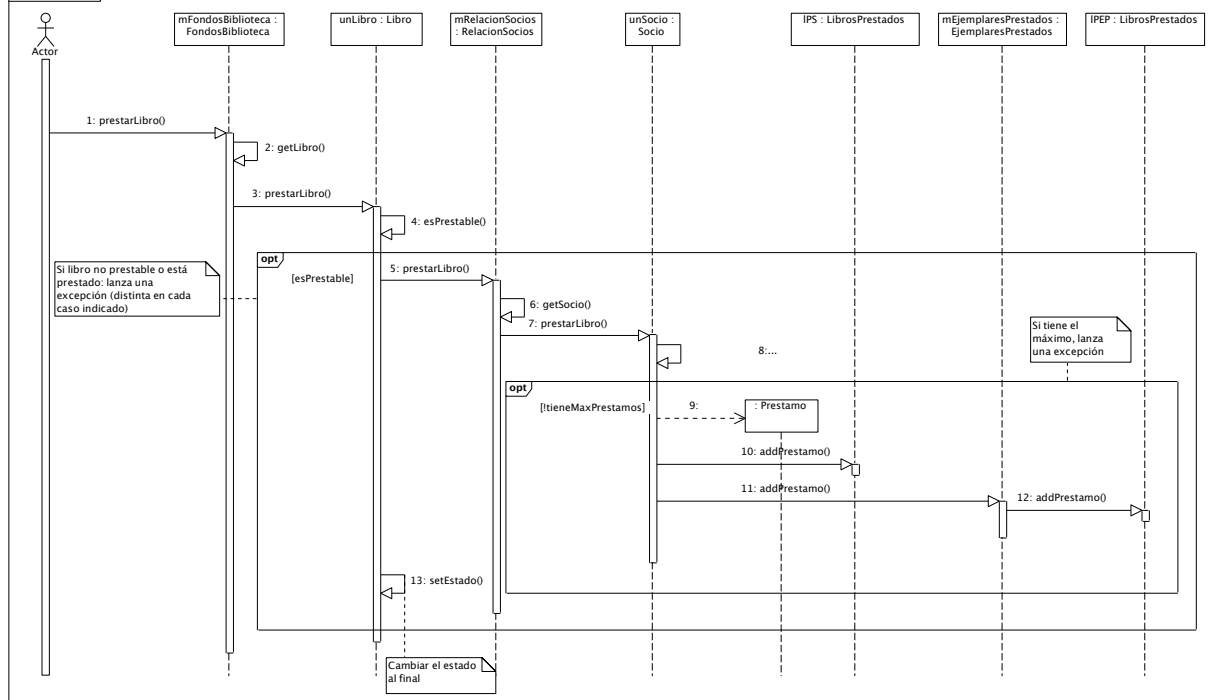 Actor
mFondosBiblioteca :
FondosBiblioteca
unLibro : Libro
mRelacionSocios
: RelacionSocios
unSocio :
Socio
lPS : LibrosPrestados
mEjemplaresPrestados :
EjemplaresPrestados
lPEP : LibrosPrestados
1: prestarLibro()
2: getLibro()
3: prestarLibro()
4: esPrestable()
opt
[esPrestable]
Si libro no prestable o está
prestado: lanza una
excepción (distinta en cada
caso indicado)
5: prestarLibro()
6: getSocio()
7: prestarLibro()
8:...
Si tiene el
máximo, lanza
una excepción
opt
[!tieneMaxPrestamos]
9:
: Prestamo
10: addPrestamo()
11: addPrestamo()
12: addPrestamo()
13: setEstado()
Cambiar el estado
al final